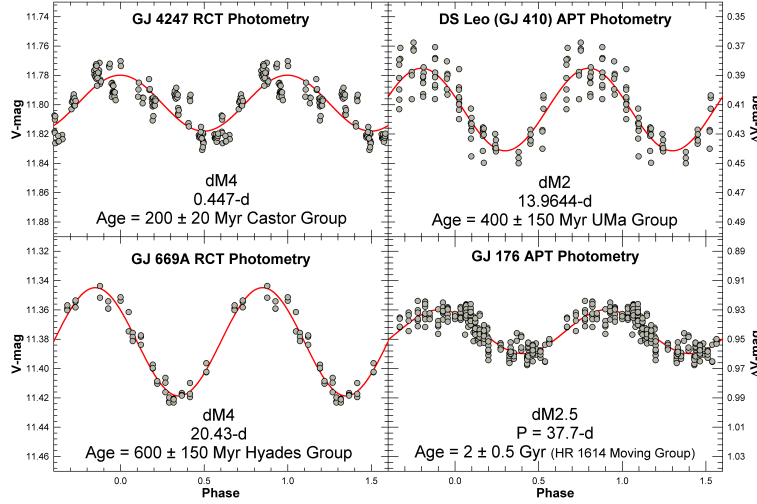 GJ 4247 RCT Photometry
11.74
11.76
11.78
11.80
11.82
11.84
11.86
11.88
V-mag
dM4
0.447-d
Age = 200 ± 20 Myr Castor Group
DS Leo (GJ 410) APT Photometry
0.35
0.37
0.39
0.41
0.43
0.45
0.47
0.49
ΔV-mag
dM2
13.9644-d
Age = 400 ± 150 Myr UMa Group
GJ 669A RCT Photometry
11.32
11.34
11.36
11.38
11.40
11.42
11.44
11.46
V-mag
dM4
20.43-d
Age = 600 ± 150 Myr Hyades Group
0.0 0.5 1.0 1.5
Phase
GJ 176 APT Photometry
0.89
0.91
0.93
0.95
0.97
0.99
1.01
1.03
ΔV-mag
dM2.5
P = 37.7-d
Age = 2 ± 0.5 Gyr (HR 1614 Moving Group)
0.0 0.5 1.0 1.5
Phase